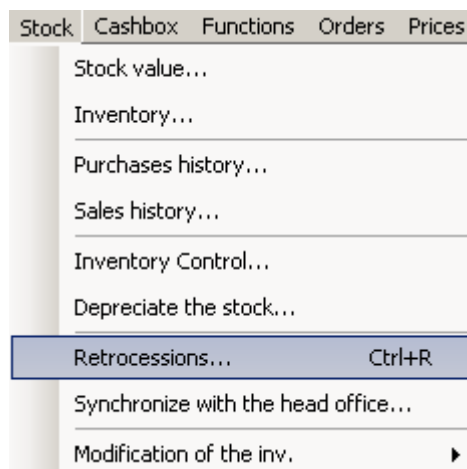 Stock Cashbox Functions Orders Prices
Stock value...
Inventory...
Purchases history...
Sales history...
Inventory Control...
Depreciate the stock...
Retrocessions... Ctrl+R
Synchronize with the head office...
Modification of the inv.